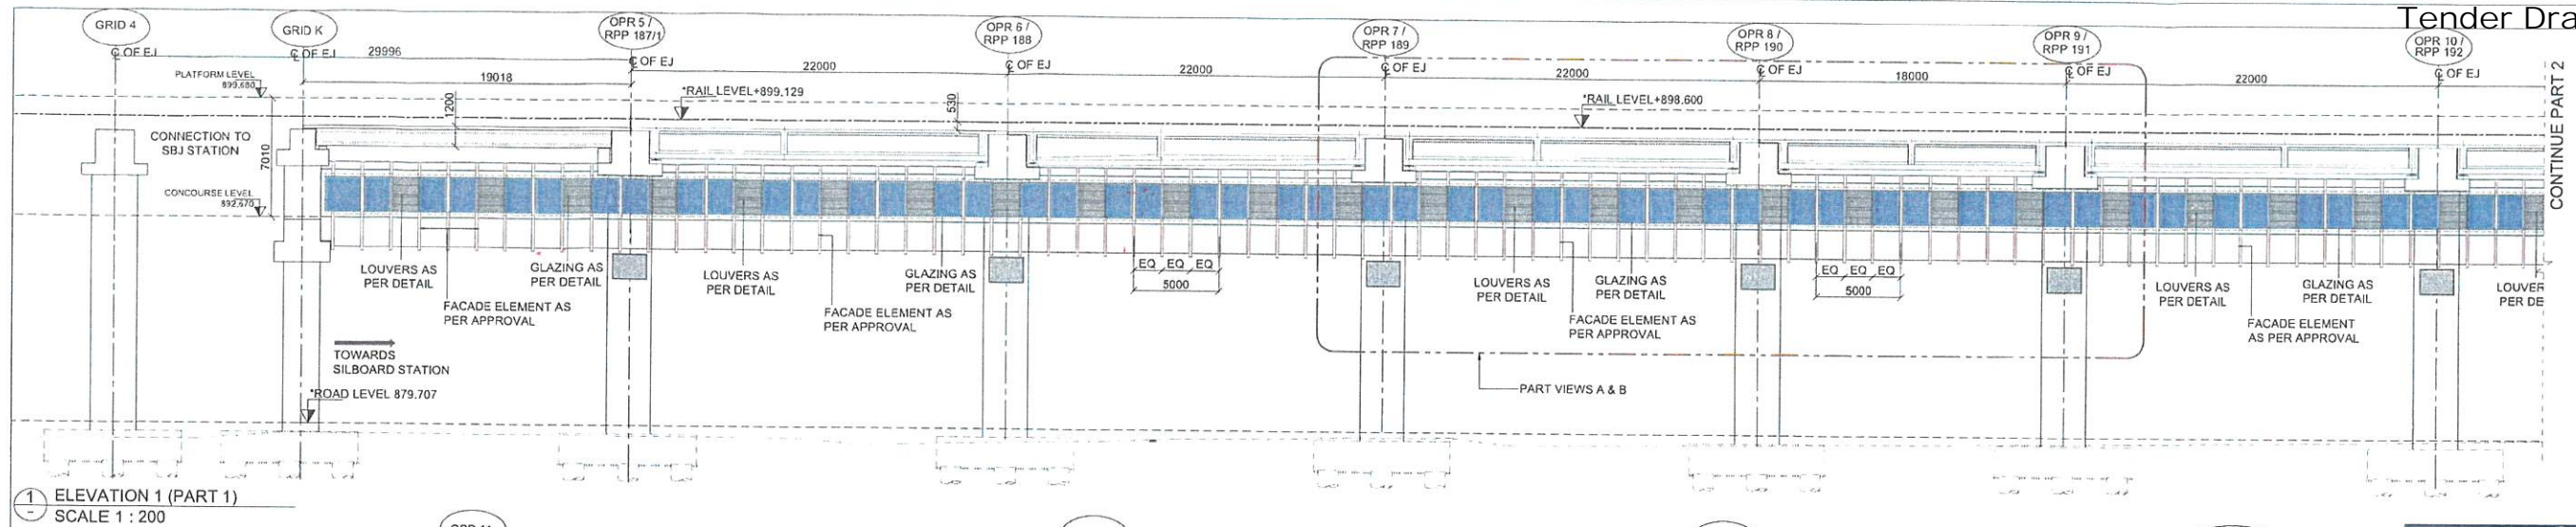 Tender Dra
GRID 4
GRID K
OPR 5 /
RPP 187/1
OPR 6 /
RPP 188
OPR 7 /
RPP 189
OPR 8 /
RPP 190
OPR 9 /
RPP 191
OPR 10 /
RPP 192
℄ OF EJ
℄ OF EJ
29996
℄ OF EJ
22000
℄ OF EJ
22000
℄ OF EJ
22000
℄ OF EJ
18000
℄ OF EJ
22000
℄ OF EJ
19018
PLATFORM LEVEL
899.680
1200
*RAIL LEVEL+899.129
530
*RAIL LEVEL+898.600
CONNECTION TO
SBJ STATION
7010
CONCOURSE LEVEL
892.670
CONTINUE PART 2
LOUVERS AS
PER DETAIL
GLAZING AS
PER DETAIL
FACADE ELEMENT AS
PER APPROVAL
LOUVERS AS
PER DETAIL
GLAZING AS
PER DETAIL
FACADE ELEMENT AS
PER APPROVAL
EQ EQ EQ
5000
LOUVERS AS
PER DETAIL
GLAZING AS
PER DETAIL
FACADE ELEMENT AS
PER APPROVAL
EQ EQ EQ
5000
LOUVERS AS
PER DETAIL
GLAZING AS
PER DETAIL
FACADE ELEMENT
AS PER APPROVAL
LOUVER
PER DE
TOWARDS
SILBOARD STATION
*ROAD LEVEL 879.707
PART VIEWS A & B
1
-
ELEVATION 1 (PART 1)
SCALE 1 : 200